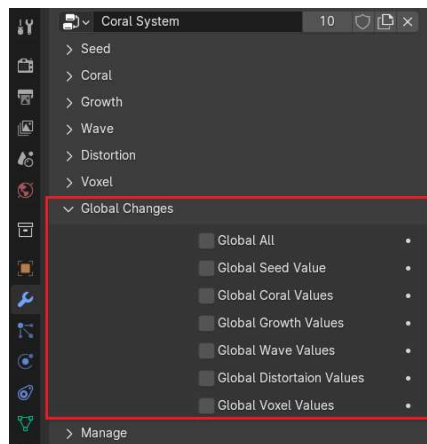 Coral System 10
Seed
Coral
Growth
Wave
Distortion
Voxel
Global Changes
Global All
Global Seed Value
Global Coral Values
Global Growth Values
Global Wave Values
Global Distortaion Values
Global Voxel Values
Manage